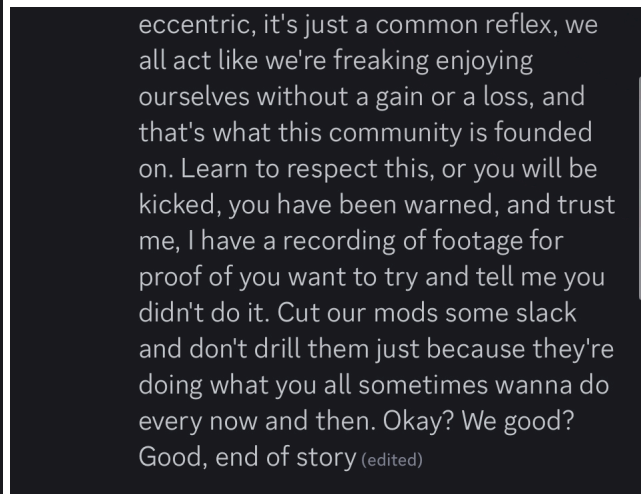 eccentric, it's just a common reflex, we
all act like we're freaking enjoying
ourselves without a gain or a loss, and
that's what this community is founded
on. Learn to respect this, or you will be
kicked, you have been warned, and trust
me, I have a recording of footage for
proof of you want to try and tell me you
didn't do it. Cut our mods some slack
and don't drill them just because they're
doing what you all sometimes wanna do
every now and then. Okay? We good?
Good, end of story (edited)